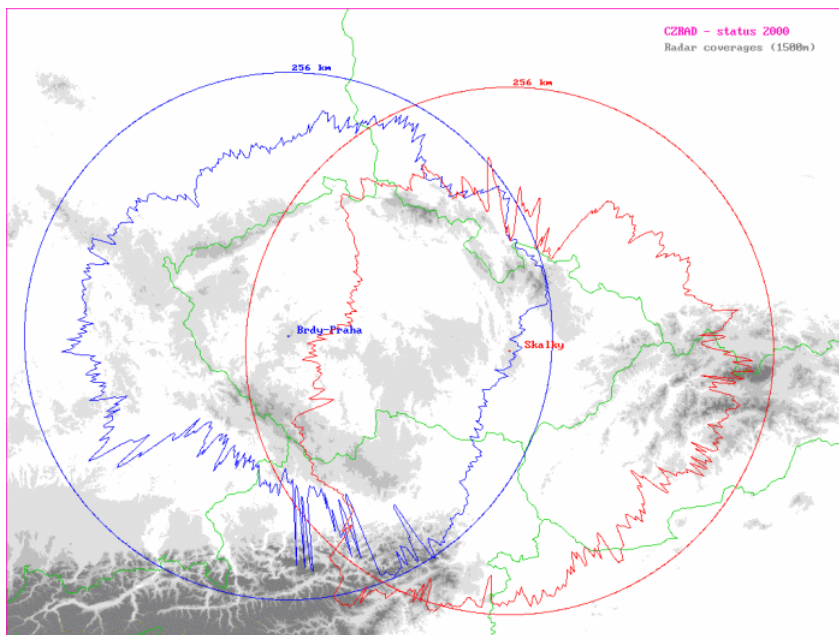 CZRAD - status 2000
Radar coverages (1500m)
256 km
256 km
Brdy-Praha
Skalky